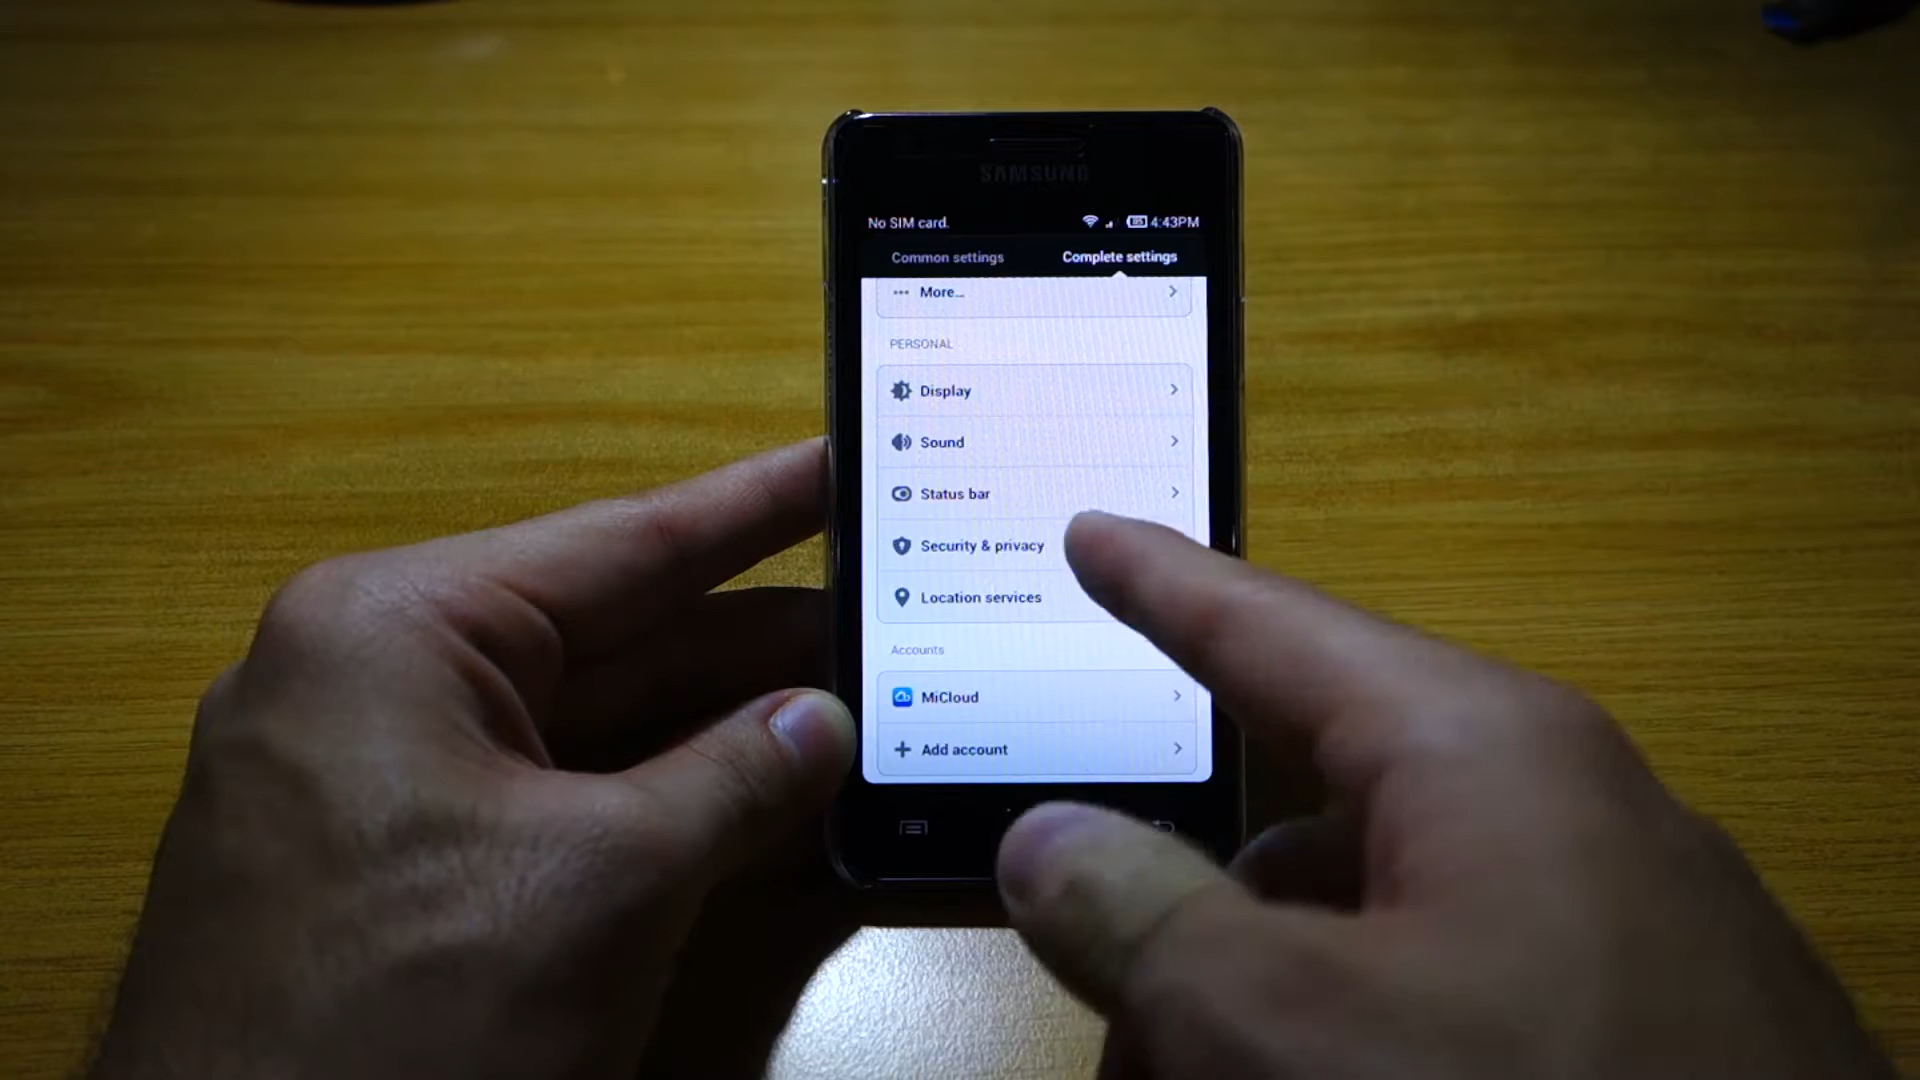 SAMSUNG
No SIM card.
4:43PM
Common settings
Complete settings
More...
PERSONAL
Display
Sound
Status bar
Security & privacy
Location services
Accounts
MiCloud
Add account